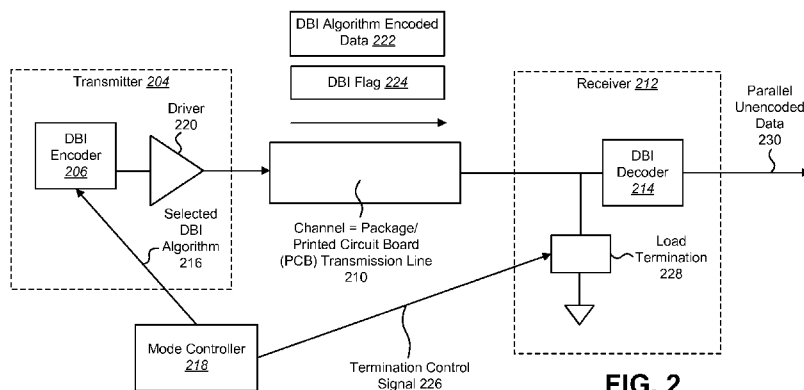 DBI Algorithm Encoded
Data 222
DBI Flag 224
Transmitter 204
Driver
220
DBI
Encoder
206
Selected
DBI
Algorithm
216
Channel = Package/
Printed Circuit Board
(PCB) Transmission Line
210
Receiver 212
DBI
Decoder
214
Parallel
Unencoded
Data
230
Load
Termination
228
Mode Controller
218
Termination Control
Signal 226
FIG. 2